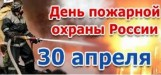 День пожарной
охраны России
30 апреля